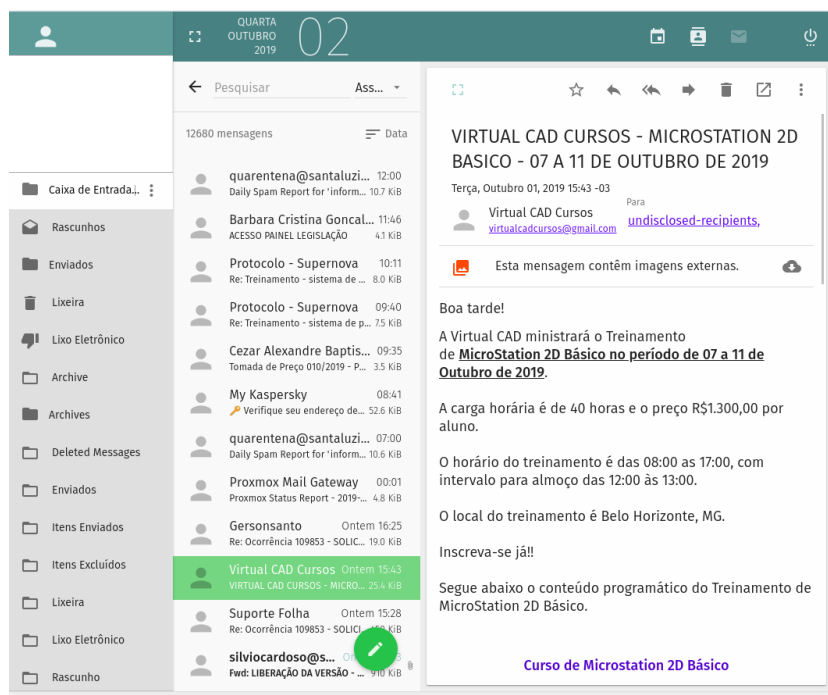 QUARTA
OUTUBRO
2019
02
Pesquisar
Ass...
12680 mensagens
Data
Caixa de Entrada...
Rascunhos
Enviados
Lixeira
Lixo Eletrônico
Archive
Archives
Deleted Messages
Enviados
Itens Enviados
Itens Excluídos
Lixeira
Lixo Eletrônico
Rascunho
quarentena@santaluzi... 12:00
Daily Spam Report for 'inform... 10.7 KiB
Barbara Cristina Goncal... 11:46
ACESSO PAINEL LEGISLAÇÃO 4.1 KiB
Protocolo - Supernova 10:11
Re: Treinamento - sistema de ... 8.0 KiB
Protocolo - Supernova 09:40
Re: Treinamento - sistema de p... 7.5 KiB
Cezar Alexandre Baptis... 09:35
Tomada de Preço 010/2019 - P... 3.5 KiB
My Kaspersky 08:41
Verifique seu endereço de... 52.6 KiB
quarentena@santaluzi... 07:00
Daily Spam Report for 'inform... 10.6 KiB
Proxmox Mail Gateway 00:01
Proxmox Status Report - 2019-... 4.8 KiB
Gersonsanto Ontem 16:25
Re: Ocorrência 109853 - SOLIC... 19.0 KiB
Virtual CAD Cursos Ontem 15:43
VIRTUAL CAD CURSOS - MICRO... 25.4 KiB
Suporte Folha Ontem 15:28
Re: Ocorrência 109853 - SOLICI... KiB
silviocardoso@s...
Fwd: LIBERAÇÃO DA VERSÃO - ... 910 KiB
VIRTUAL CAD CURSOS - MICROSTATION 2D
BASICO - 07 A 11 DE OUTUBRO DE 2019
Terça, Outubro 01, 2019 15:43 -03
Virtual CAD Cursos
virtualcadcursos@gmail.com
Para
undisclosed-recipients,
Esta mensagem contêm imagens externas.
Boa tarde!
A Virtual CAD ministrará o Treinamento
de MicroStation 2D Básico no período de 07 a 11 de
Outubro de 2019.
A carga horária é de 40 horas e o preço R$1.300,00 por
aluno.
O horário do treinamento é das 08:00 as 17:00, com
intervalo para almoço das 12:00 às 13:00.
O local do treinamento é Belo Horizonte, MG.
Inscreva-se já!!
Segue abaixo o conteúdo programático do Treinamento de
MicroStation 2D Básico.
Curso de Microstation 2D Básico